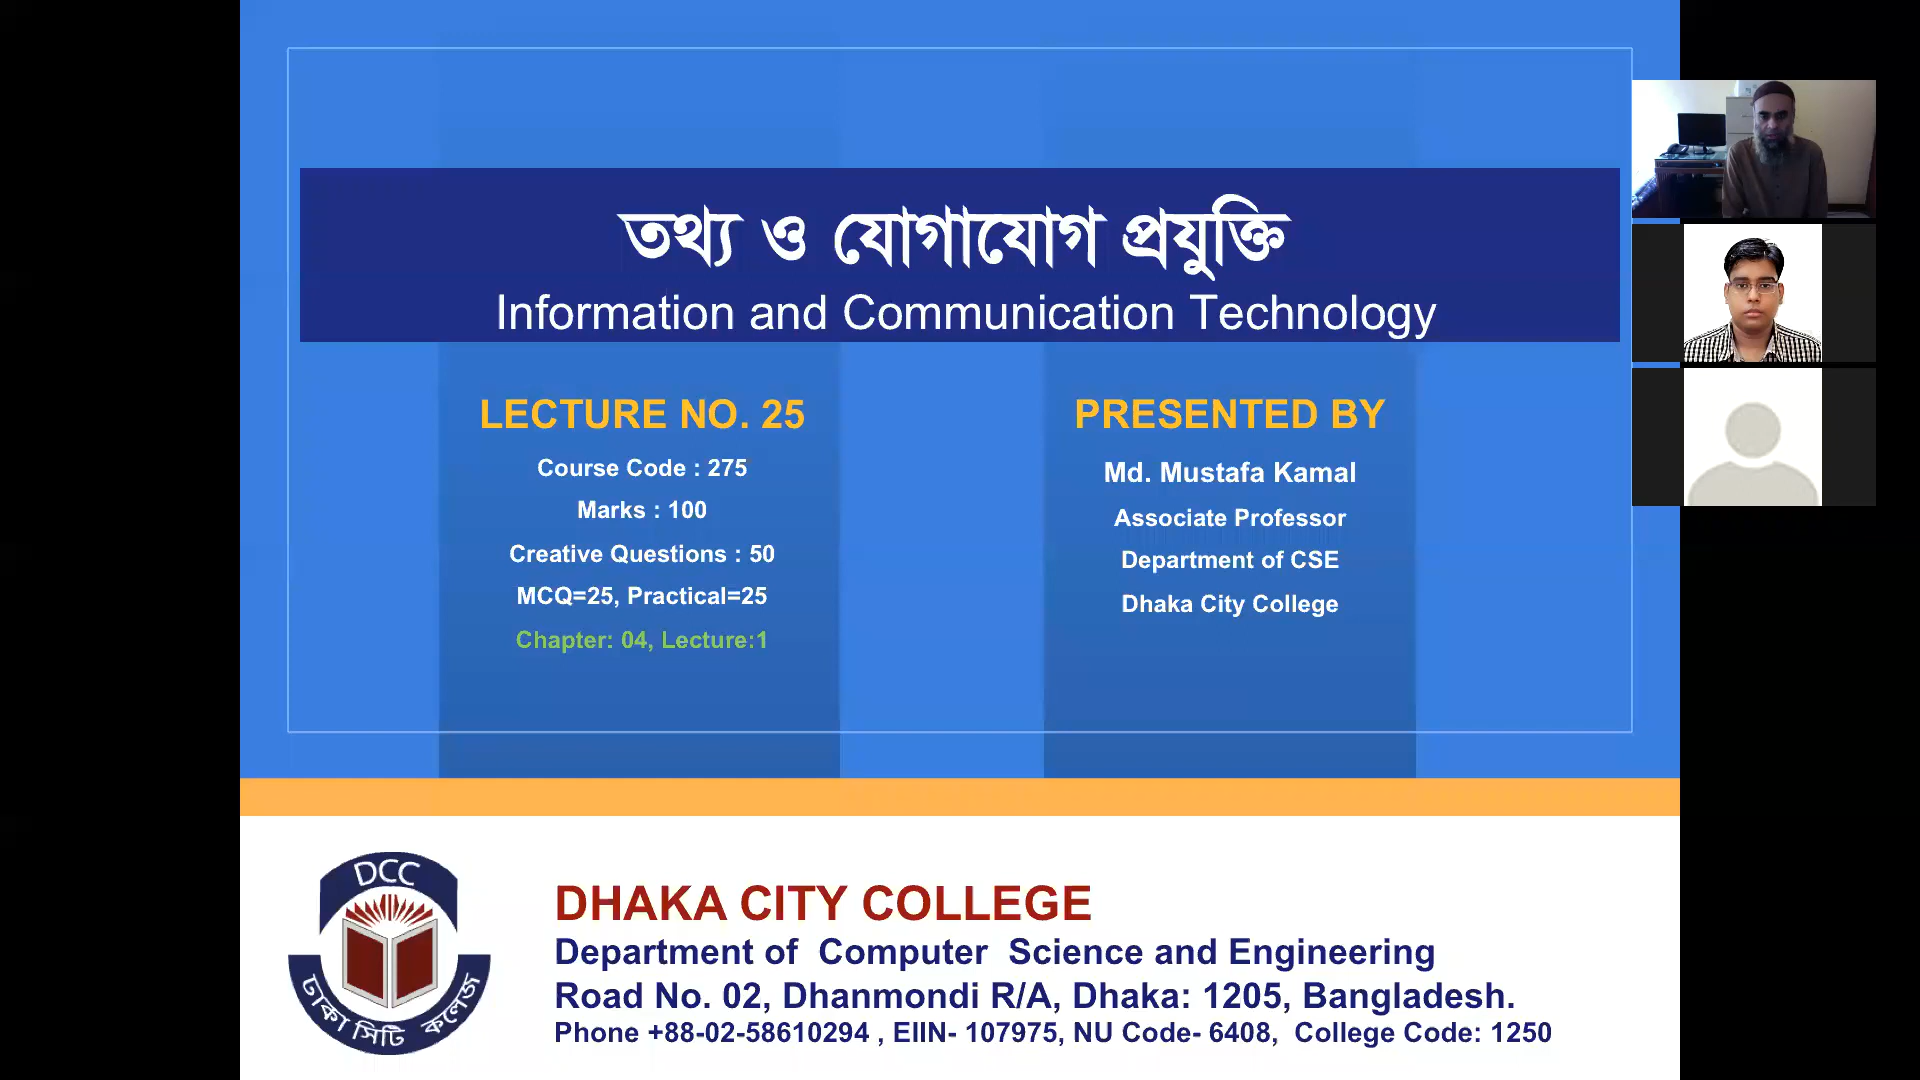 তথ্য ও যোগাযোগ প্রযুক্তি
Information and Communication Technology
LECTURE NO. 25
Course Code : 275
Marks : 100
Creative Questions : 50
MCQ=25, Practical=25
Chapter: 04, Lecture:1
PRESENTED BY
Md. Mustafa Kamal
Associate Professor
Department of CSE
Dhaka City College
DCC
ঢাকা সিটি কলেজ
DHAKA CITY COLLEGE
Department of Computer Science and Engineering
Road No. 02, Dhanmondi R/A, Dhaka: 1205, Bangladesh.
Phone +88-02-58610294 , EIIN- 107975, NU Code- 6408, College Code: 1250